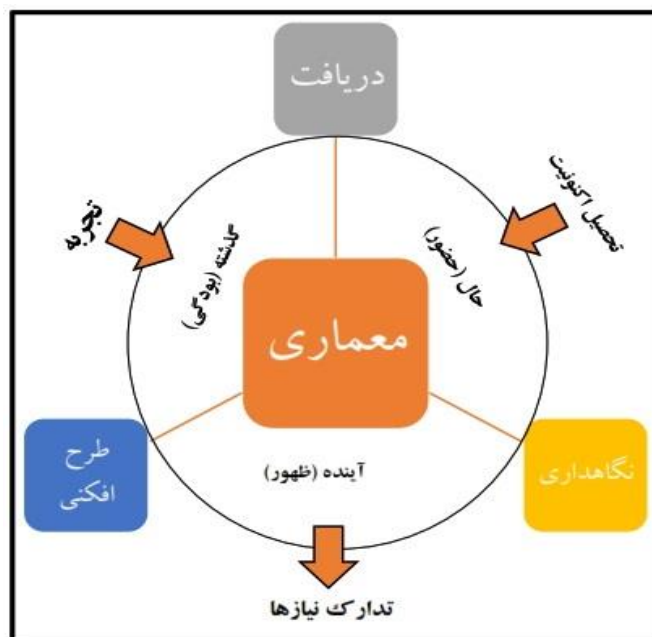 دریافت
تحصیل اکنونیت
تجربه
حال (حضور)
گذشته (بودگی)
معماری
نگاهداری
طرح
افکنی
آینده (ظهور)
تدارک نیازها